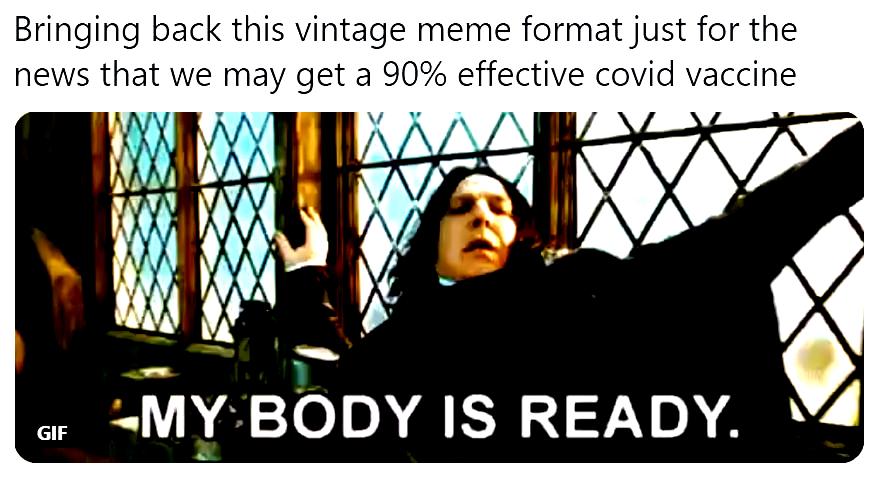 Bringing back this vintage meme format just for the
news that we may get a 90% effective covid vaccine
MY BODY IS READY.
GIF